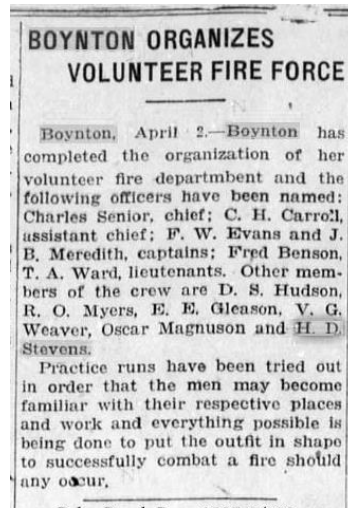 BOYNTON ORGANIZES
VOLUNTEER FIRE FORCE
Boynton, April 2.—Boynton has
completed the organization of her
volunteer fire departmbent and the
following officers have been named:
Charles Senior, chief; C. H. Carroll,
assistant chief; F. W. Evans and J.
B. Meredith, captains; Fred Benson,
T. A. Ward, lieutenants. Other mem-
bers of the crew are D. S. Hudson,
R. O. Myers, E. E. Gleason, V. G.
Weaver, Oscar Magnuson and H. D.
Stevens.
Practice runs have been tried out
in order that the men may become
familiar with their respective places
and work and everything possible is
being done to put the outfit in shape
to successfully combat a fire should
any occur.